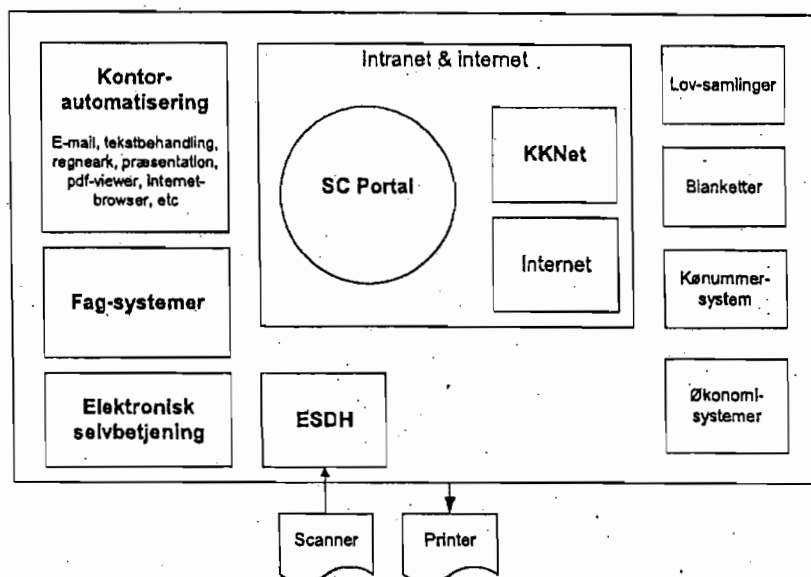 Kontor-
automatisering
E-mail, tekstbehandling,
regneark, præsentation,
pdf-viewer, internet-
browser, etc
Fag-systemer
Elektronisk
selvbetjening
Intranet & internet
SC Portal
KKNet
Internet
ESDH
Lov-samlinger
Blanketter
Kønummer-
system
Økonomi-
systemer
Scanner
Printer